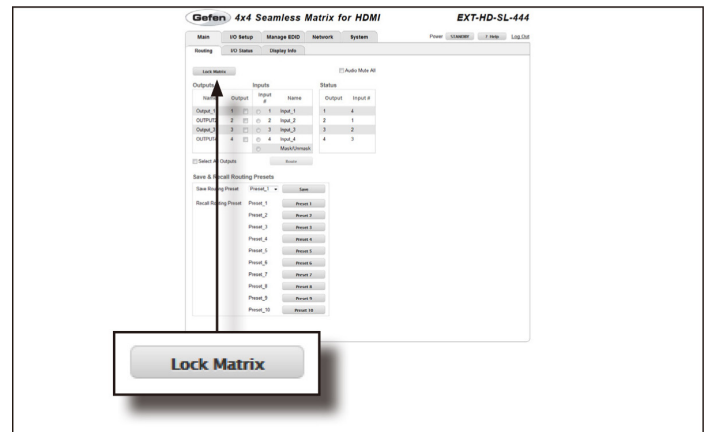 Gefen 4x4 Seamless Matrix for HDMI EXT-HD-SL-444
Main I/O Setup Manage EDID Network System Power STANDBY ? Help Log Out
Routing I/O Status Display Info
Lock Matrix Audio Mute All
Outputs Inputs Status
Name Output Input # Name Output Input #
Output_1 1 1 Input_1 1 4
OUTPUT2 2 2 Input_2 2 1
Output_3 3 3 Input_3 3 2
OUTPUT4 4 4 Input_4 4 3
Mask/Unmask
Select All Outputs Route
Save & Recall Routing Presets
Save Routing Preset Preset_1 Save
Recall Routing Preset Preset_1 Preset 1
Preset_2 Preset 2
Preset_3 Preset 3
Preset_4 Preset 4
Preset_5 Preset 5
Preset_6 Preset 6
Preset_7 Preset 7
Preset_8 Preset 8
Preset_9 Preset 9
Preset_10 Preset 10
Lock Matrix